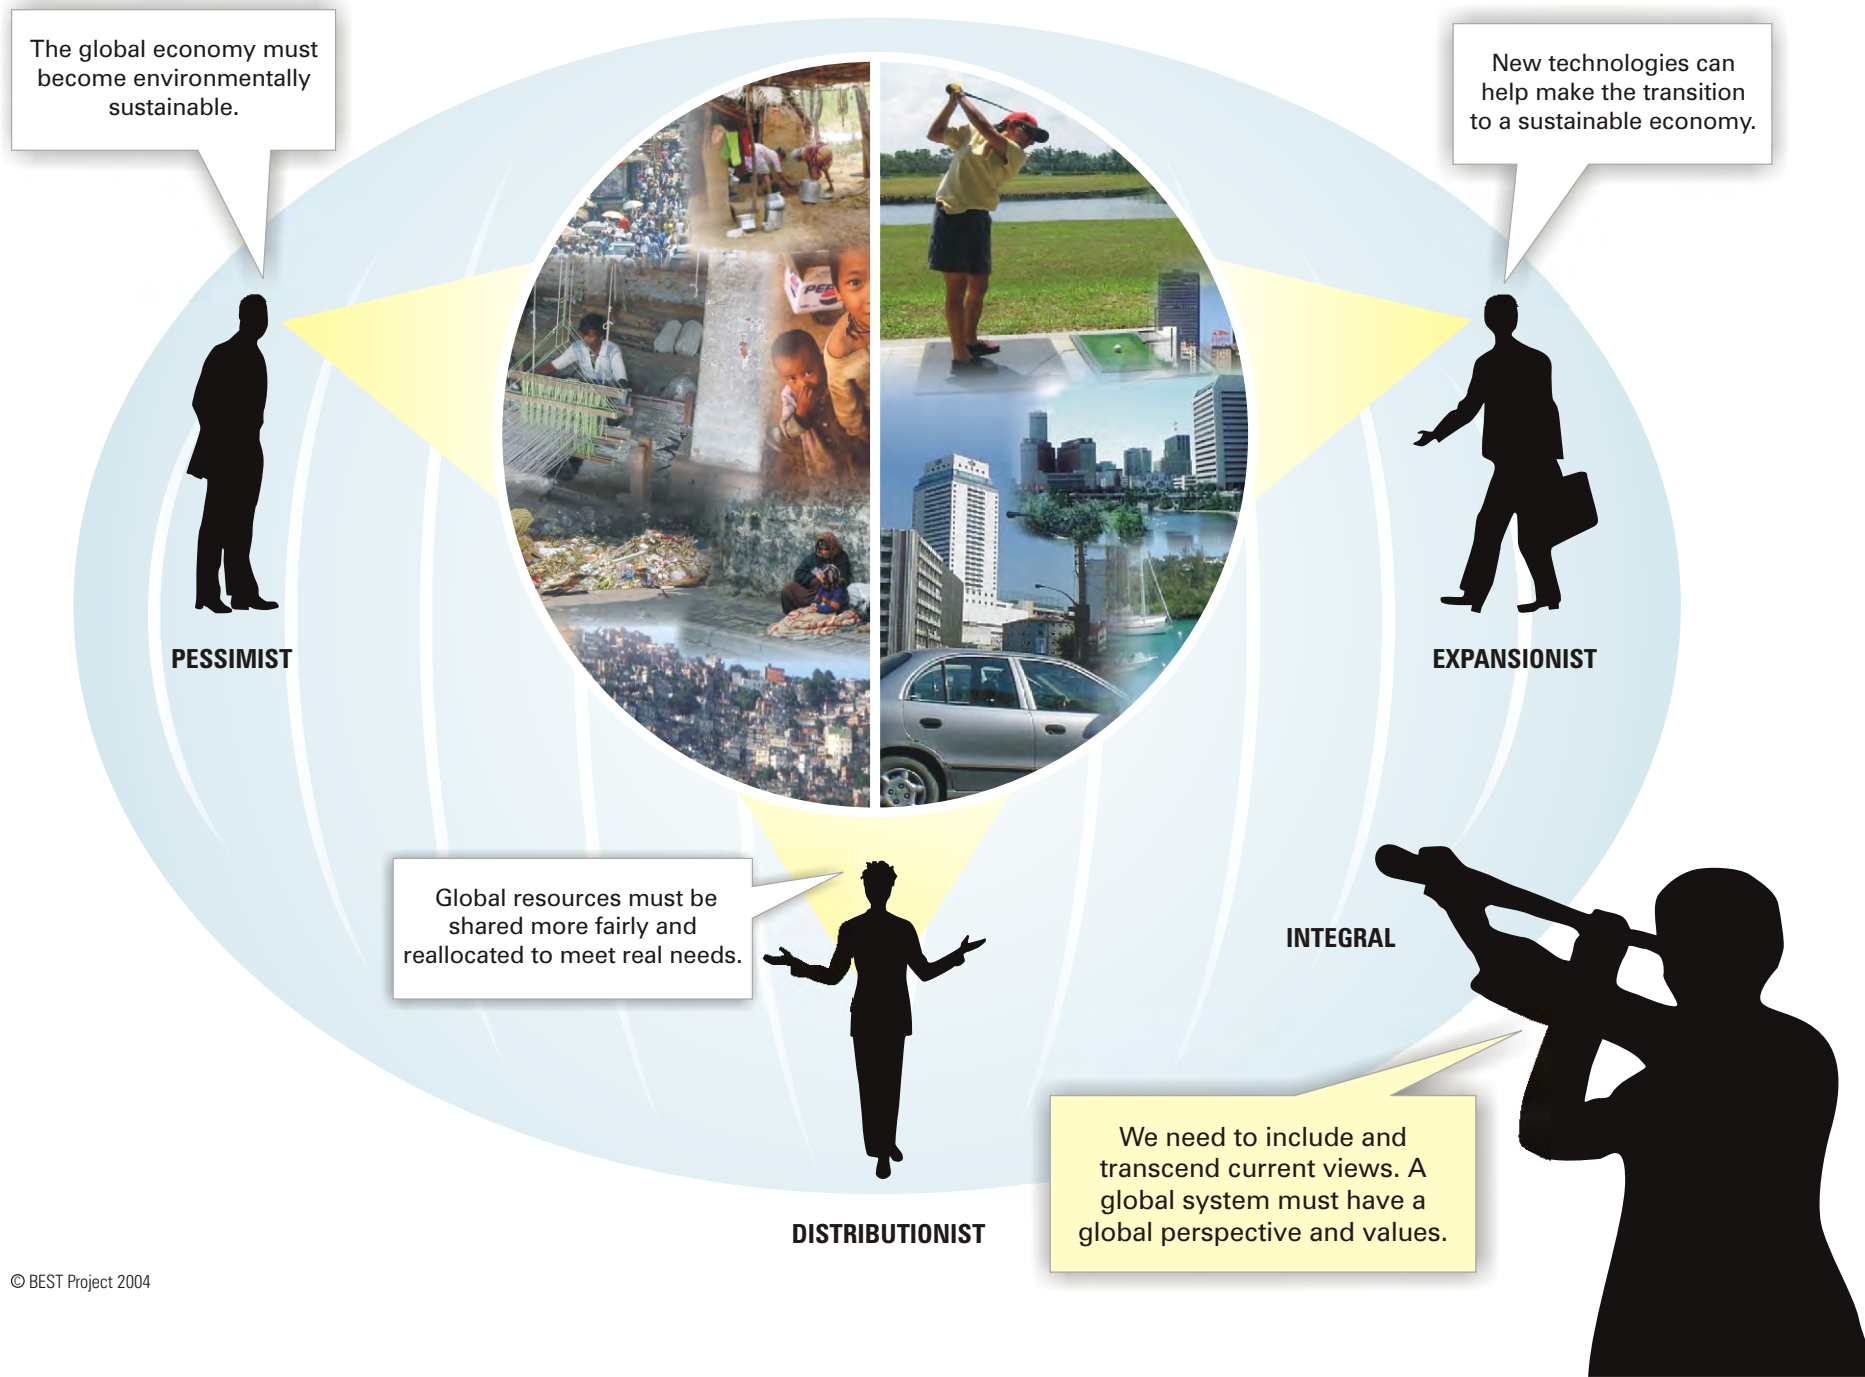 The global economy must
become environmentally
sustainable.
New technologies can
help make the transition
to a sustainable economy.
PESSIMIST
EXPANSIONIST
Global resources must be
shared more fairly and
reallocated to meet real needs.
INTEGRAL
We need to include and
transcend current views. A
global system must have a
global perspective and values.
DISTRIBUTIONIST
© BEST Project 2004